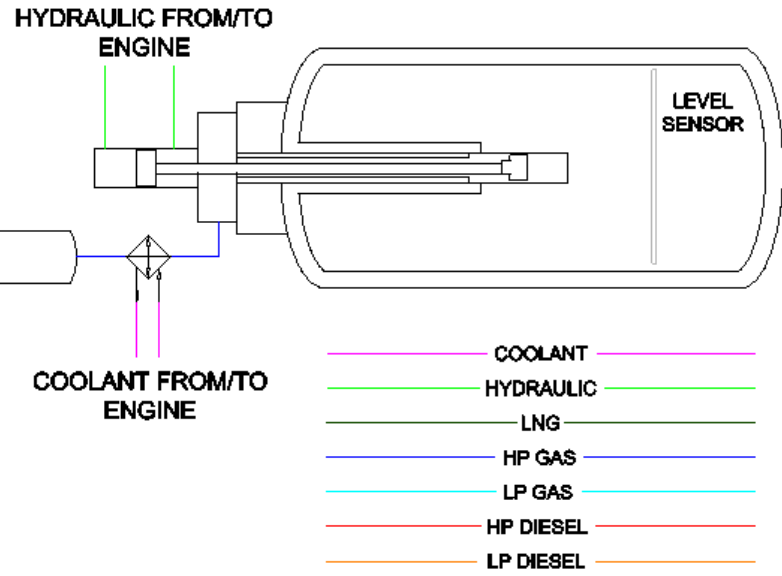 HYDRAULIC FROM/TO
ENGINE
LEVEL
SENSOR
COOLANT FROM/TO
ENGINE
COOLANT
HYDRAULIC
LNG
HP GAS
LP GAS
HP DIESEL
LP DIESEL